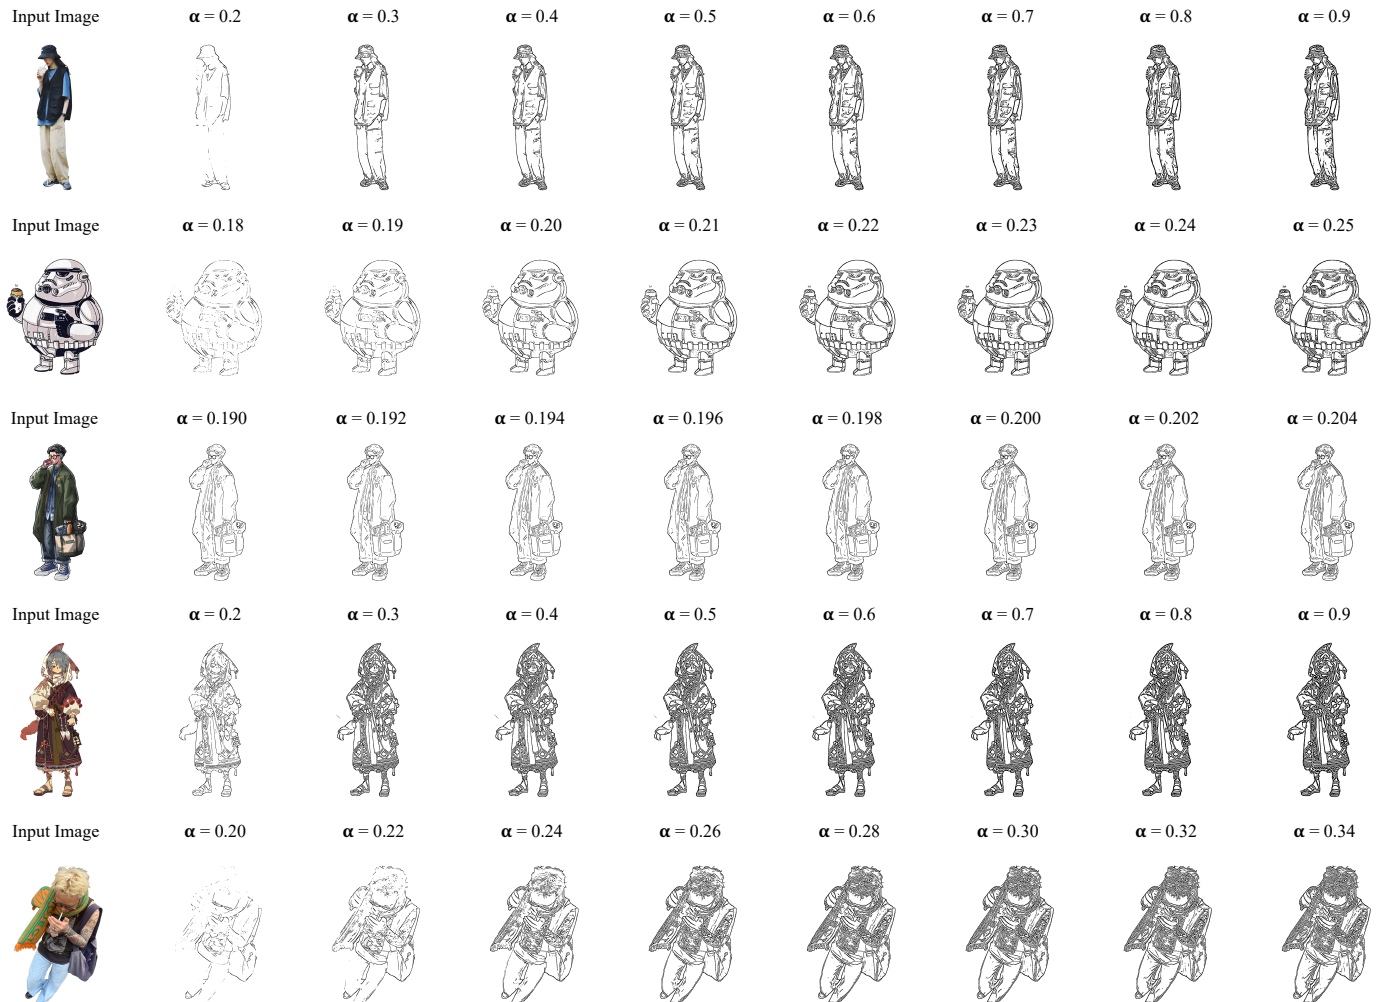 Input Image α = 0.2 α = 0.3 α = 0.4 α = 0.5 α = 0.6 α = 0.7 α = 0.8 α = 0.9
Input Image α = 0.18 α = 0.19 α = 0.20 α = 0.21 α = 0.22 α = 0.23 α = 0.24 α = 0.25
Input Image α = 0.190 α = 0.192 α = 0.194 α = 0.196 α = 0.198 α = 0.200 α = 0.202 α = 0.204
Input Image α = 0.2 α = 0.3 α = 0.4 α = 0.5 α = 0.6 α = 0.7 α = 0.8 α = 0.9
Input Image α = 0.20 α = 0.22 α = 0.24 α = 0.26 α = 0.28 α = 0.30 α = 0.32 α = 0.34